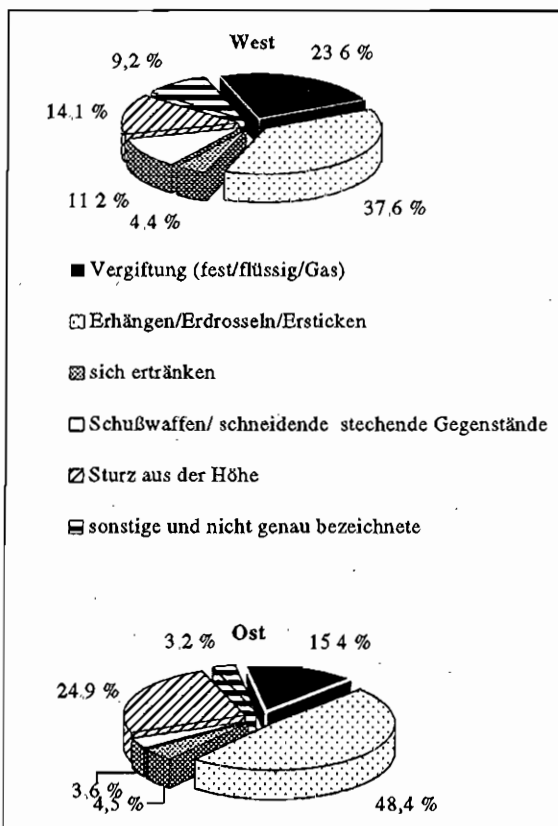 West
9,2 %
23 6 %
14,1 %
11 2 %
4,4 %
37,6 %
Vergiftung (fest/flüssig/Gas)
Erhängen/Erdrosseln/Ersticken
sich ertränken
Schußwaffen/ schneidende stechende Gegenstände
Sturz aus der Höhe
sonstige und nicht genau bezeichnete
Ost
3,2 %
15 4 %
24,9 %
3,6 %
4,5 %
48,4 %